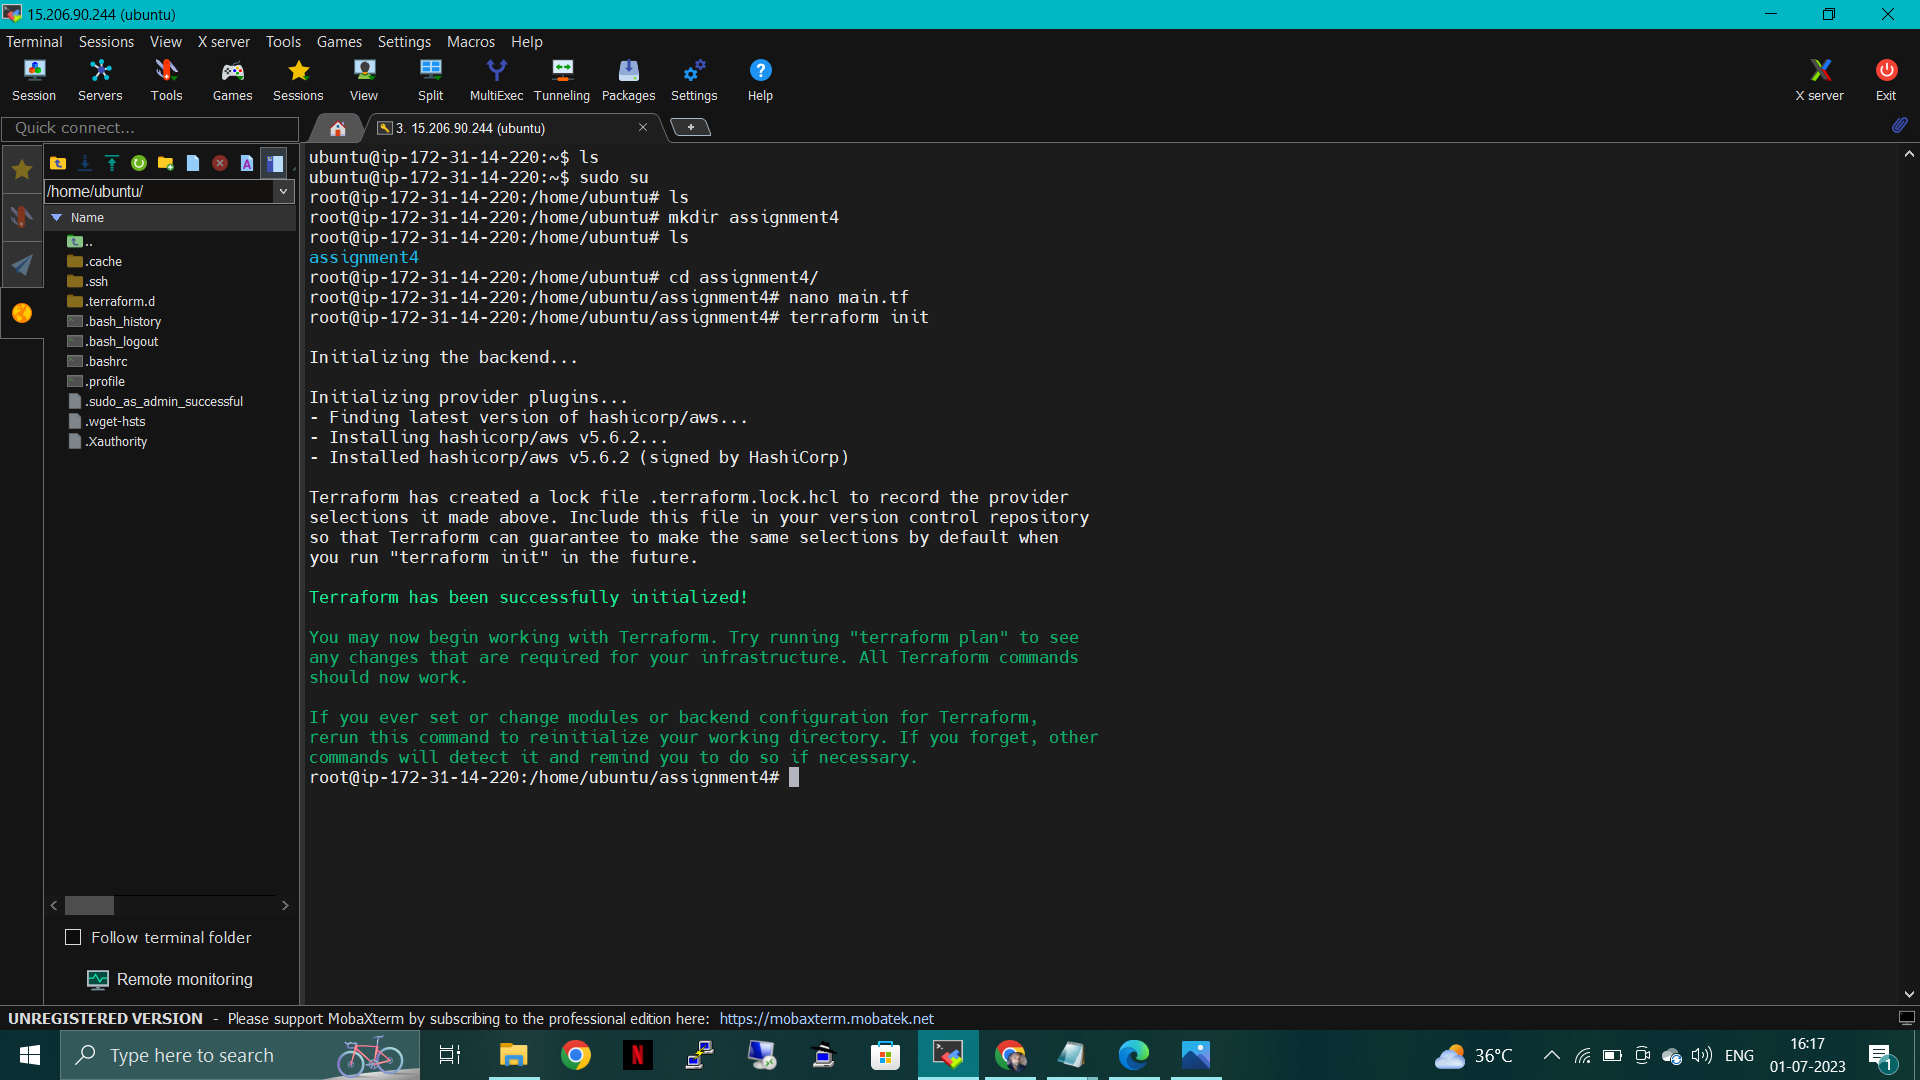 15.206.90.244 (ubuntu)
Terminal Sessions View X server Tools Games Settings Macros Help
Session Servers Tools Games Sessions View Split MultiExec Tunneling Packages Settings Help X server Exit
Quick connect...
3. 15.206.90.244 (ubuntu)
/home/ubuntu/
Name
..
.cache
.ssh
.terraform.d
.bash_history
.bash_logout
.bashrc
.profile
.sudo_as_admin_successful
.wget-hsts
.Xauthority
Follow terminal folder
Remote monitoring
ubuntu@ip-172-31-14-220:~$ ls
ubuntu@ip-172-31-14-220:~$ sudo su
root@ip-172-31-14-220:/home/ubuntu# ls
root@ip-172-31-14-220:/home/ubuntu# mkdir assignment4
root@ip-172-31-14-220:/home/ubuntu# ls
assignment4
root@ip-172-31-14-220:/home/ubuntu# cd assignment4/
root@ip-172-31-14-220:/home/ubuntu/assignment4# nano main.tf
root@ip-172-31-14-220:/home/ubuntu/assignment4# terraform init
Initializing the backend...
Initializing provider plugins...
- Finding latest version of hashicorp/aws...
- Installing hashicorp/aws v5.6.2...
- Installed hashicorp/aws v5.6.2 (signed by HashiCorp)
Terraform has created a lock file .terraform.lock.hcl to record the provider
selections it made above. Include this file in your version control repository
so that Terraform can guarantee to make the same selections by default when
you run "terraform init" in the future.
Terraform has been successfully initialized!
You may now begin working with Terraform. Try running "terraform plan" to see
any changes that are required for your infrastructure. All Terraform commands
should now work.
If you ever set or change modules or backend configuration for Terraform,
rerun this command to reinitialize your working directory. If you forget, other
commands will detect it and remind you to do so if necessary.
root@ip-172-31-14-220:/home/ubuntu/assignment4#
UNREGISTERED VERSION - Please support MobaXterm by subscribing to the professional edition here: https://mobaxterm.mobatek.net
Type here to search
36°C
ENG
16:17
01-07-2023
1